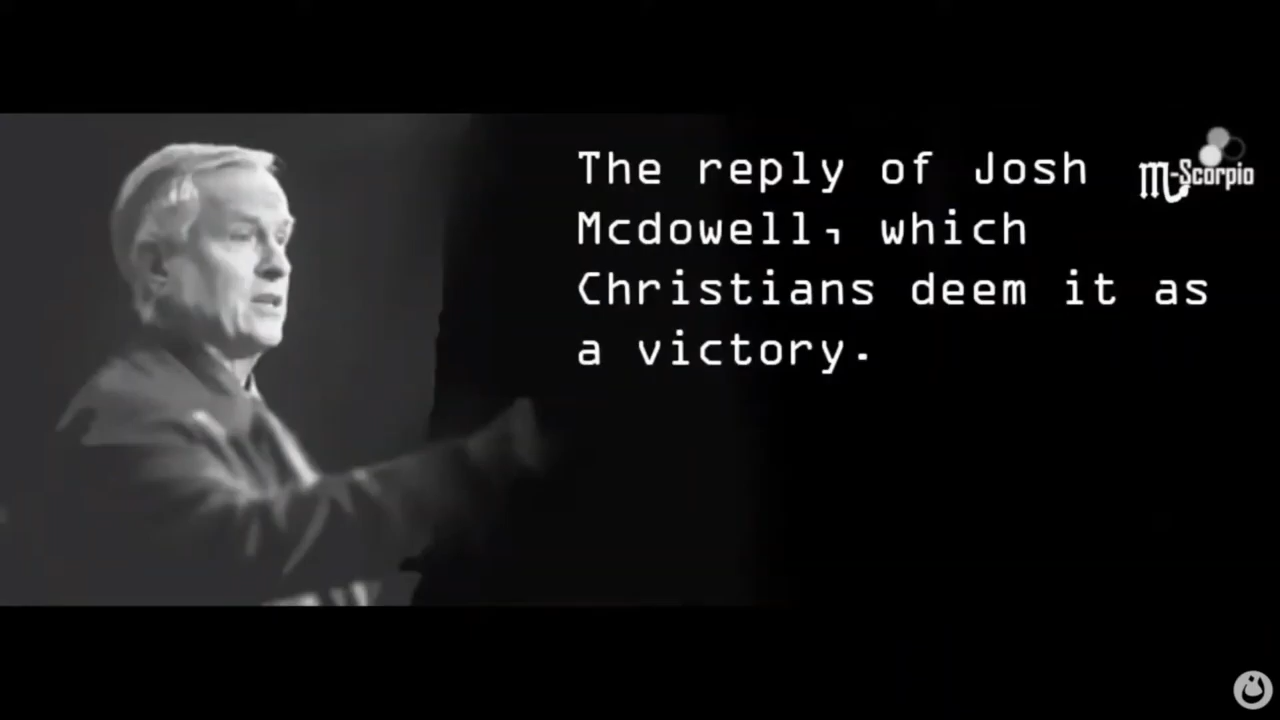 The reply of Josh
Mcdowell, which
Christians deem it as
a victory.
m-Scorpio